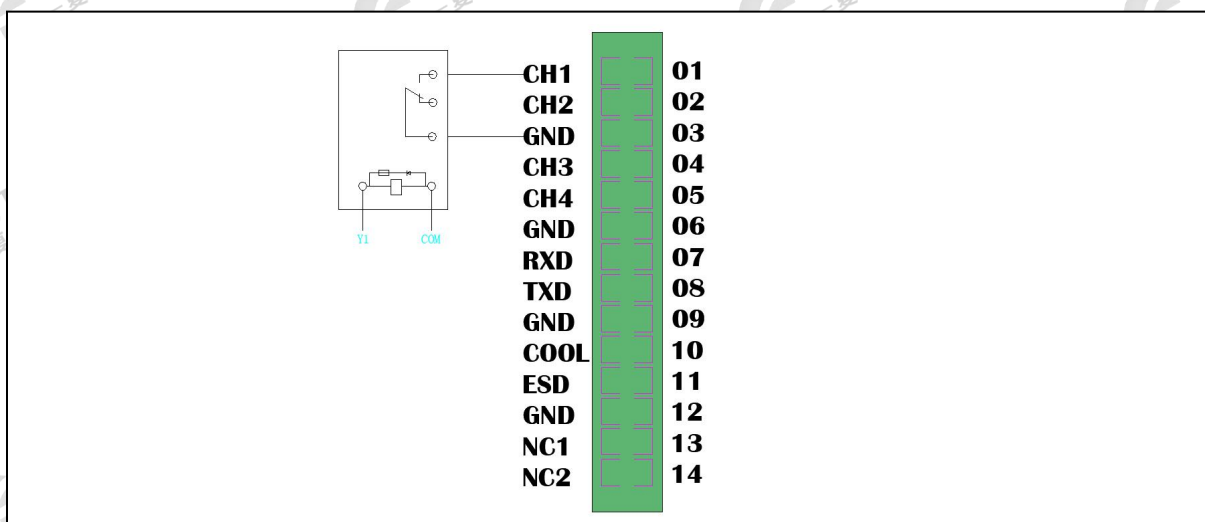 CH1 01
CH2 02
GND 03
CH3 04
CH4 05
GND 06
RXD 07
TXD 08
GND 09
COOL 10
ESD 11
GND 12
NC1 13
NC2 14
Y1 COM